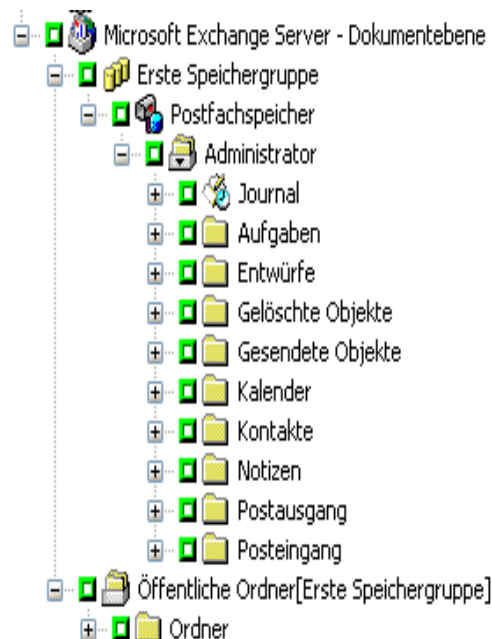 Microsoft Exchange Server - Dokumentebene
Erste Speichergruppe
Postfachspeicher
Administrator
Journal
Aufgaben
Entwürfe
Gelöschte Objekte
Gesendete Objekte
Kalender
Kontakte
Notizen
Postausgang
Posteingang
Öffentliche Ordner[Erste Speichergruppe]
Ordner